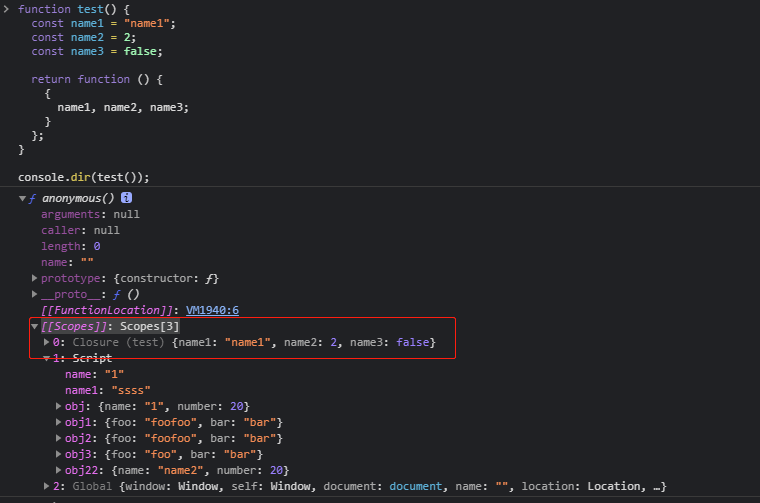 function test() {
const name1 = "name1";
const name2 = 2;
const name3 = false;
return function () {
{
name1, name2, name3;
}
};
}
console.dir(test());
ƒ anonymous() i
arguments: null
caller: null
length: 0
name: ""
prototype: {constructor: ƒ}
__proto__: ƒ ()
[[FunctionLocation]]: VM1940:6
[[Scopes]]: Scopes[3]
0: Closure (test) {name1: "name1", name2: 2, name3: false}
1: Script
name: "1"
name1: "ssss"
obj: {name: "1", number: 20}
obj1: {foo: "foofoo", bar: "bar"}
obj2: {foo: "foofoo", bar: "bar"}
obj3: {foo: "foo", bar: "bar"}
obj22: {name: "name2", number: 20}
2: Global {window: Window, self: Window, document: document, name: "", location: Location, …}